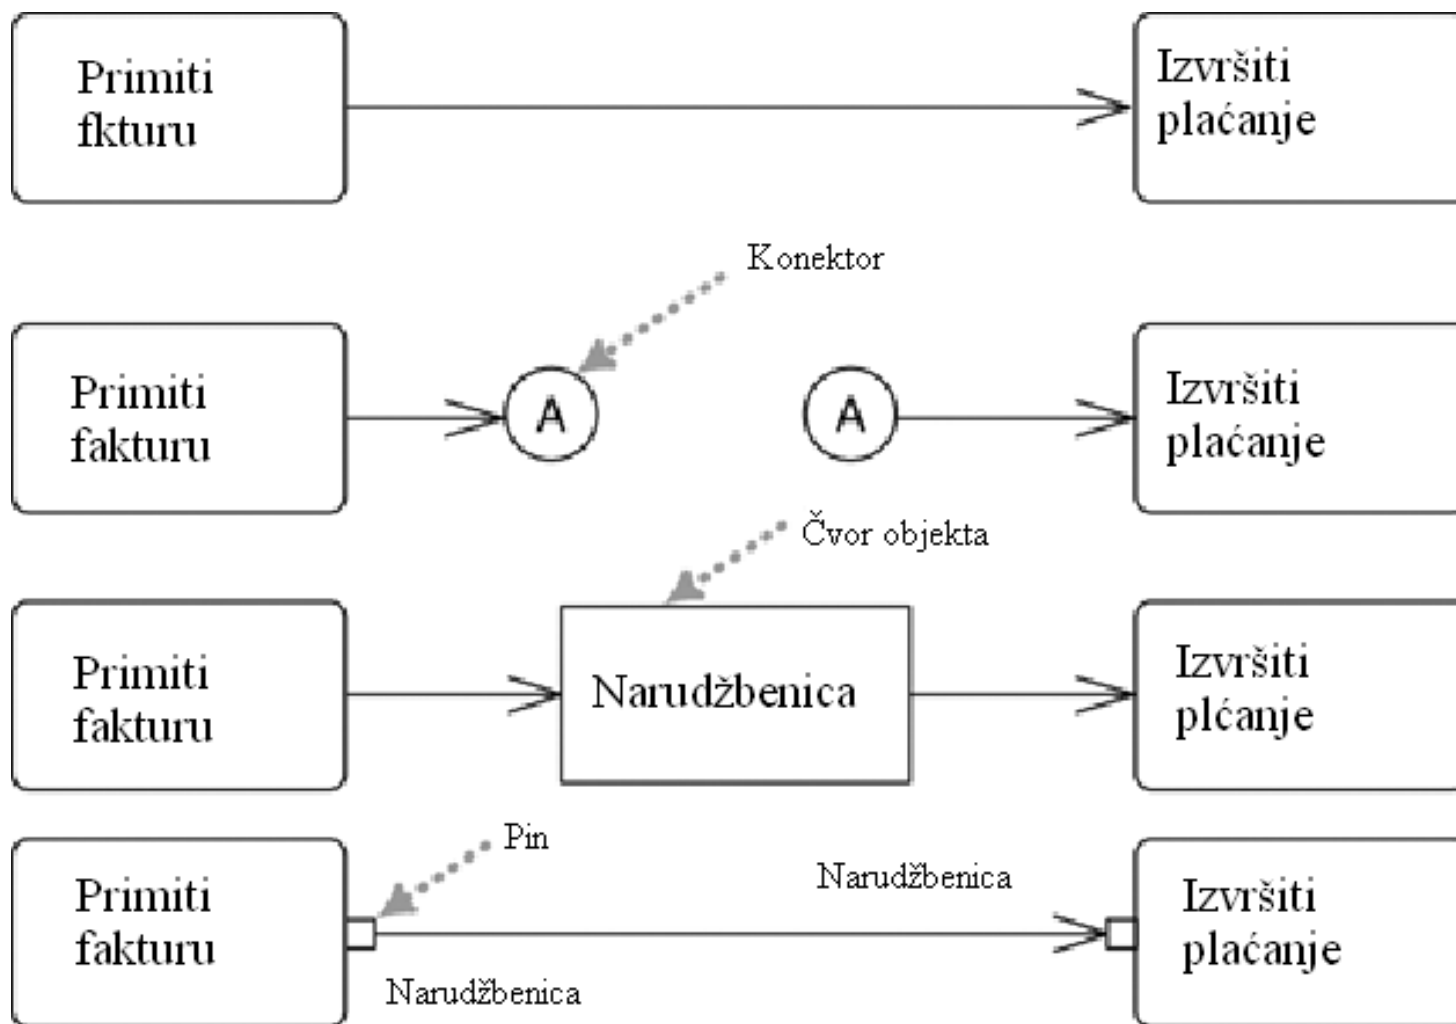 Primiti
fkturu
Izvršiti
plaćanje
Konektor
Primiti
fakturu
A
A
Izvršiti
plaćanje
Čvor objekta
Primiti
fakturu
Narudžbenica
Izvršiti
plćanje
Pin
Primiti
fakturu
Narudžbenica
Narudžbenica
Izvršiti
plaćanje